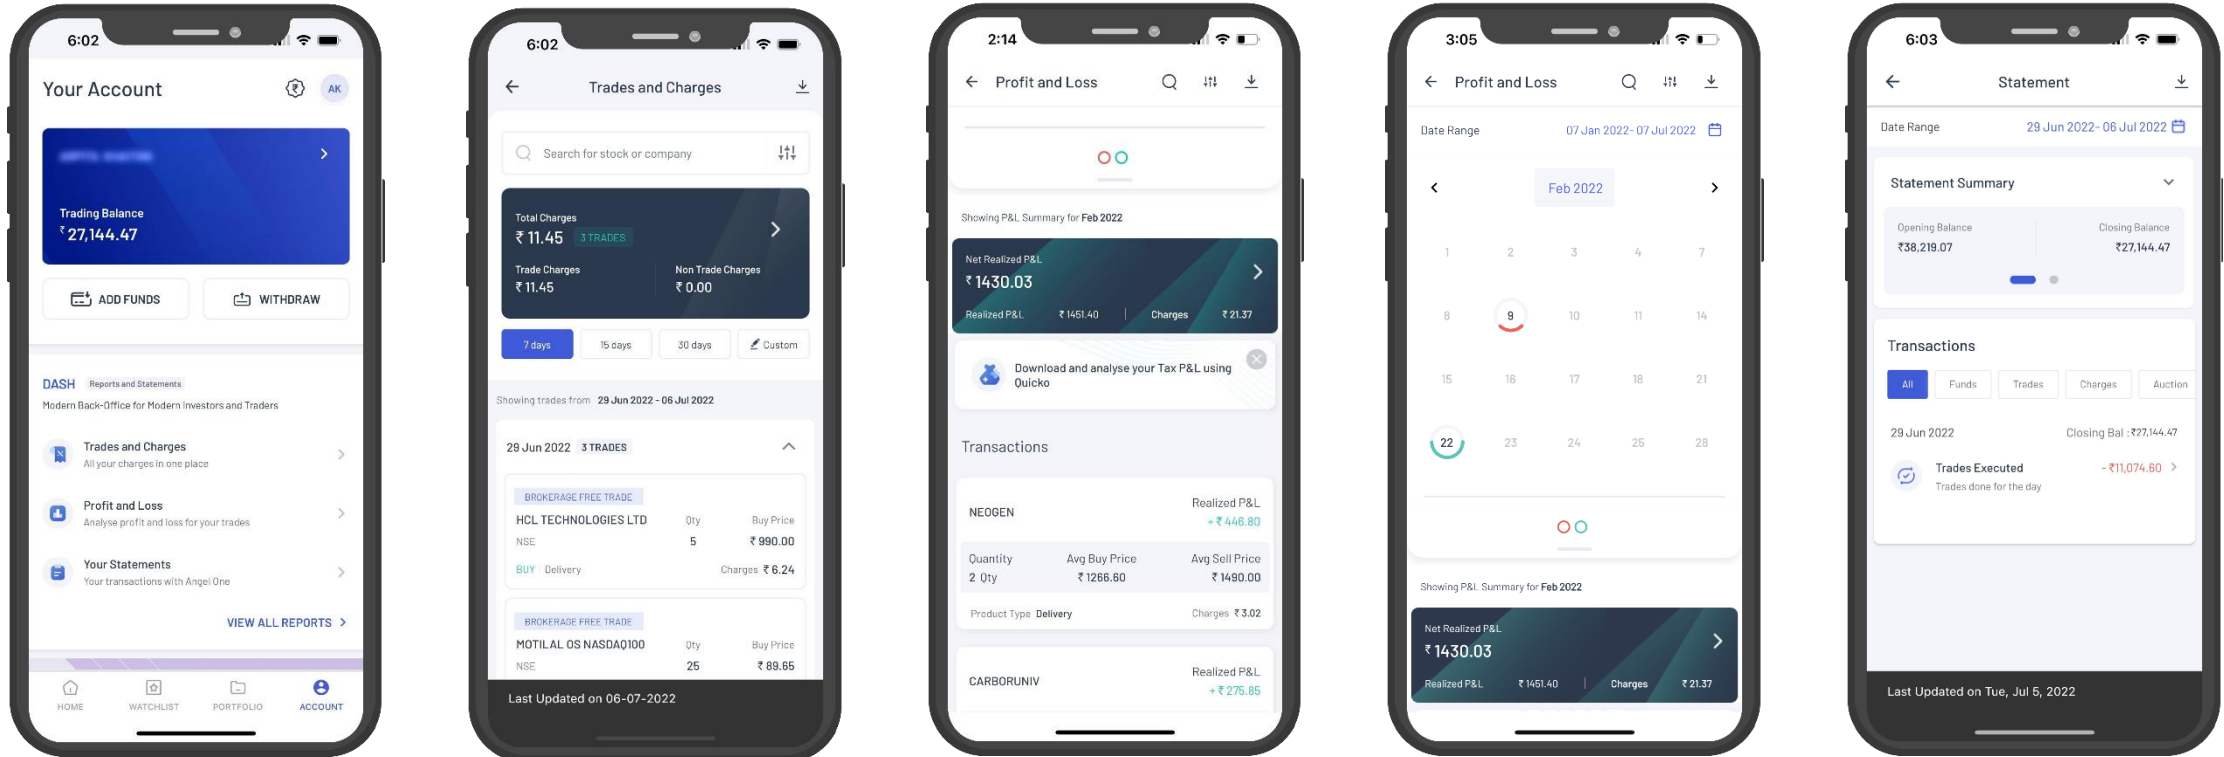 6:02
Your Account
AK
Trading Balance
₹27,144.47
ADD FUNDS
WITHDRAW
DASH Reports and Statements
Modern Back-Office for Modern Investors and Traders
Trades and Charges
All your charges in one place
Profit and Loss
Analyse profit and loss for your trades
Your Statements
Your transactions with Angel One
VIEW ALL REPORTS
HOME
WATCHLIST
PORTFOLIO
ACCOUNT
6:02
Trades and Charges
Search for stock or company
Total Charges
₹ 11.45 3 TRADES
Trade Charges Non Trade Charges
₹ 11.45 ₹ 0.00
7 days 15 days 30 days Custom
Showing trades from 29 Jun 2022 - 06 Jul 2022
29 Jun 2022 3 TRADES
BROKERAGE FREE TRADE
HCL TECHNOLOGIES LTD Qty Buy Price
NSE 5 ₹ 990.00
BUY Delivery Charges ₹ 6.24
BROKERAGE FREE TRADE
MOTILAL OS NASDAQ100 Qty Buy Price
NSE 25 ₹ 89.65
Last Updated on 06-07-2022
2:14
Profit and Loss
Showing P&L Summary for Feb 2022
Net Realized P&L
₹ 1430.03
Realized P&L ₹ 1451.40 Charges ₹ 21.37
Download and analyse your Tax P&L using
Quicko
Transactions
NEOGEN Realized P&L
+ ₹ 446.80
Quantity Avg Buy Price Avg Sell Price
2 Qty ₹ 1266.60 ₹ 1490.00
Product Type Delivery Charges ₹ 3.02
CARBORUNIV Realized P&L
+ ₹ 275.85
3:05
Profit and Loss
Date Range 07 Jan 2022- 07 Jul 2022
Feb 2022
1 2 3 4 7
8 9 10 11 14
15 16 17 18 21
22 23 24 25 28
Showing P&L Summary for Feb 2022
Net Realized P&L
₹ 1430.03
Realized P&L ₹ 1451.40 Charges ₹ 21.37
6:03
Statement
Date Range 29 Jun 2022- 06 Jul 2022
Statement Summary
Opening Balance Closing Balance
₹38,219.07 ₹27,144.47
Transactions
All Funds Trades Charges Auction
29 Jun 2022 Closing Bal :₹27,144.47
Trades Executed - ₹11,074.60
Trades done for the day
Last Updated on Tue, Jul 5, 2022